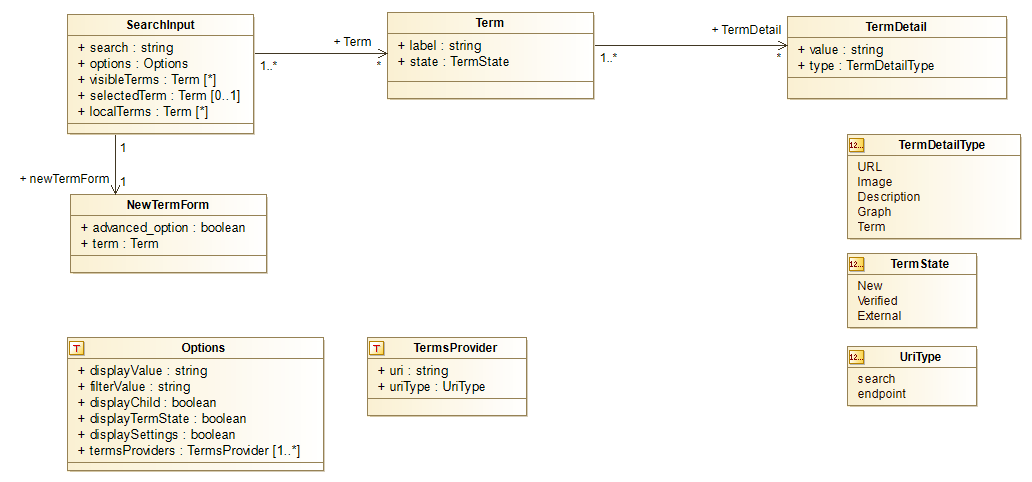 SearchInput
+ search : string
+ options : Options
+ visibleTerms : Term [*]
+ selectedTerm : Term [0..1]
+ localTerms : Term [*]
+ Term
1..*
*
Term
+ label : string
+ state : TermState
+ TermDetail
1..*
*
TermDetail
+ value : string
+ type : TermDetailType
1
+ newTermForm
1
NewTermForm
+ advanced_option : boolean
+ term : Term
12...
TermDetailType
URL
Image
Description
Graph
Term
12...
TermState
New
Verified
External
T
Options
+ displayValue : string
+ filterValue : string
+ displayChild : boolean
+ displayTermState : boolean
+ displaySettings : boolean
+ termsProviders : TermsProvider [1..*]
T
TermsProvider
+ uri : string
+ uriType : UriType
12...
UriType
search
endpoint